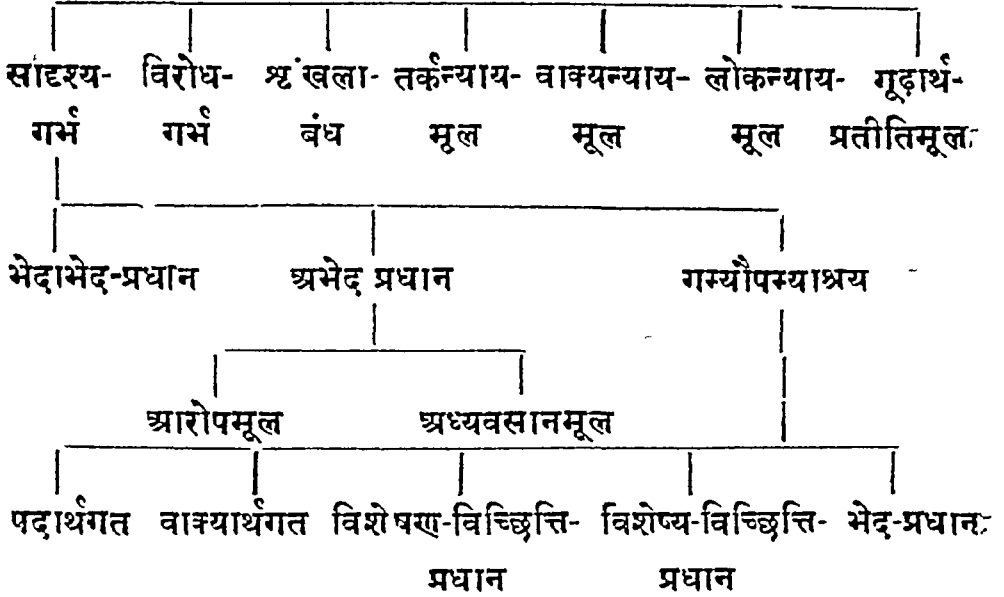 सादृश्य- विरोध- शृंखला- तर्कन्याय- वाक्यन्याय- लोकन्याय- गूढ़ार्थ-
गर्भ गर्भ बंध मूल मूल मूल प्रतीतिमूल
भेदाभेद-प्रधान अभेद प्रधान गम्यौपम्याश्रय
आरोपमूल अध्यवसानमूल
पदार्थगत वाक्यार्थगत विशेषण-विच्छित्ति- विशेष्य-विच्छित्ति- भेद-प्रधान
प्रधान प्रधान